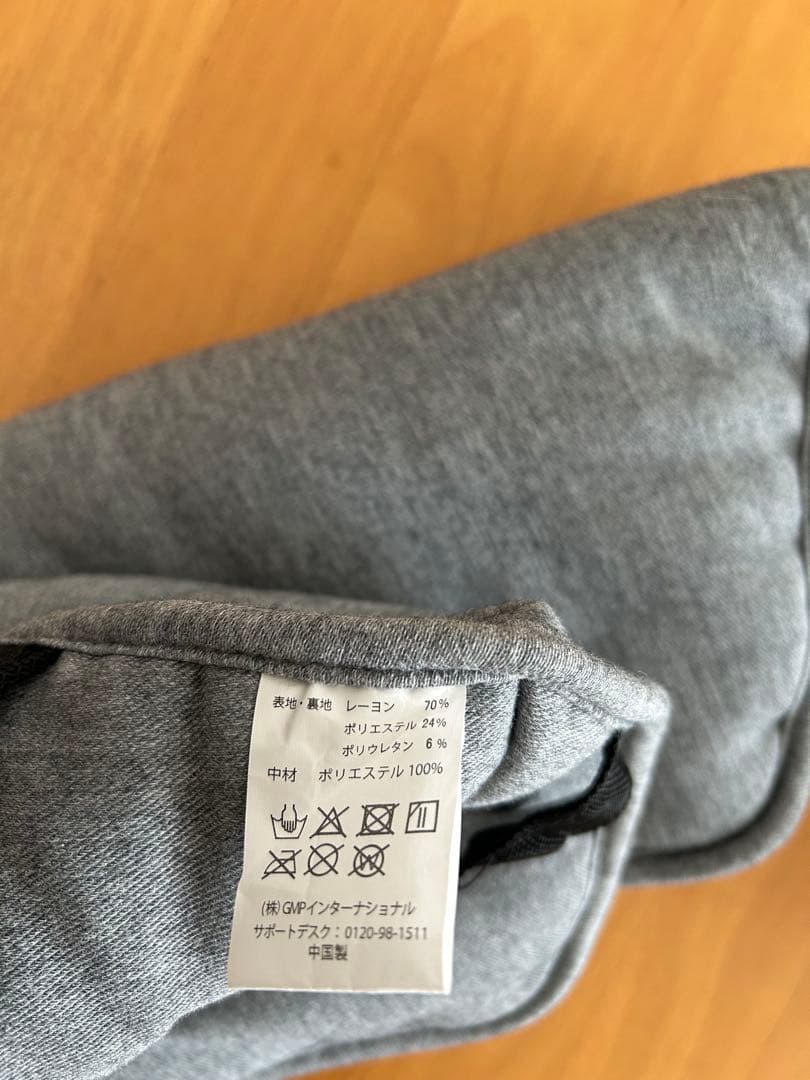 表地・裏地 レーヨン 70%
ポリエステル 24%
ポリウレタン 6%
中材 ポリエステル 100%
(株)GMPインターナショナル
サポートデスク：0120-98-1511
中国製